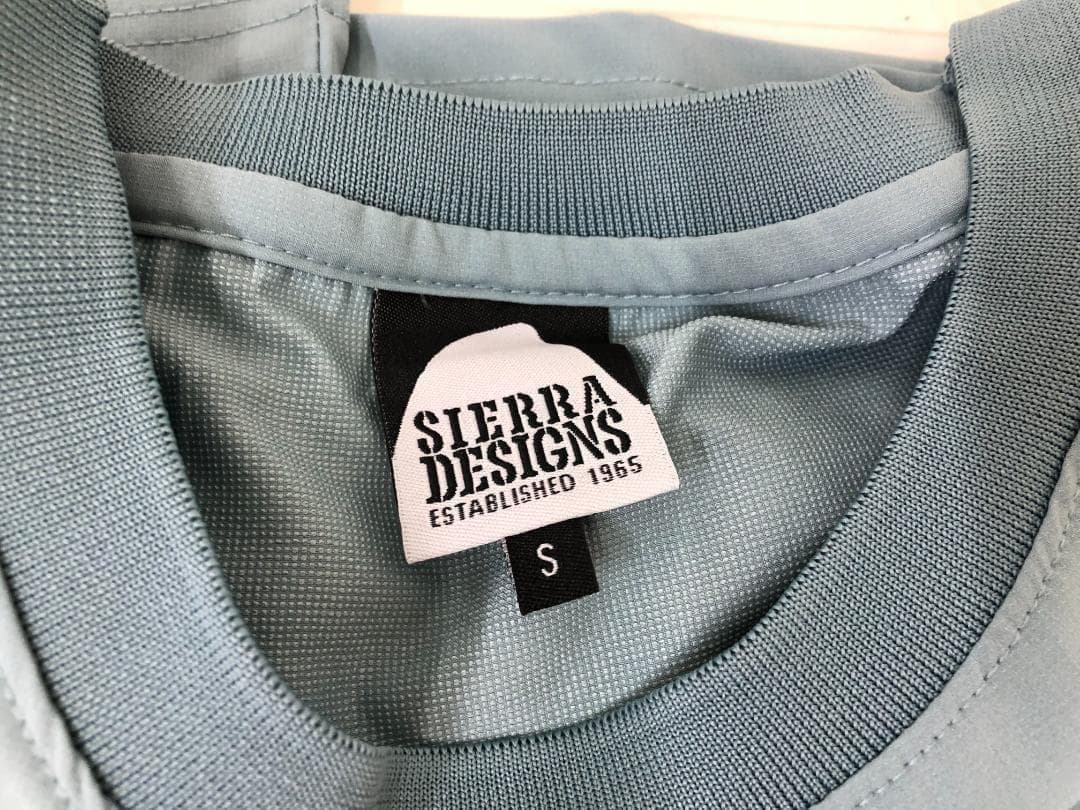 SIERRA
DESIGNS
ESTABLISHED 1965
S